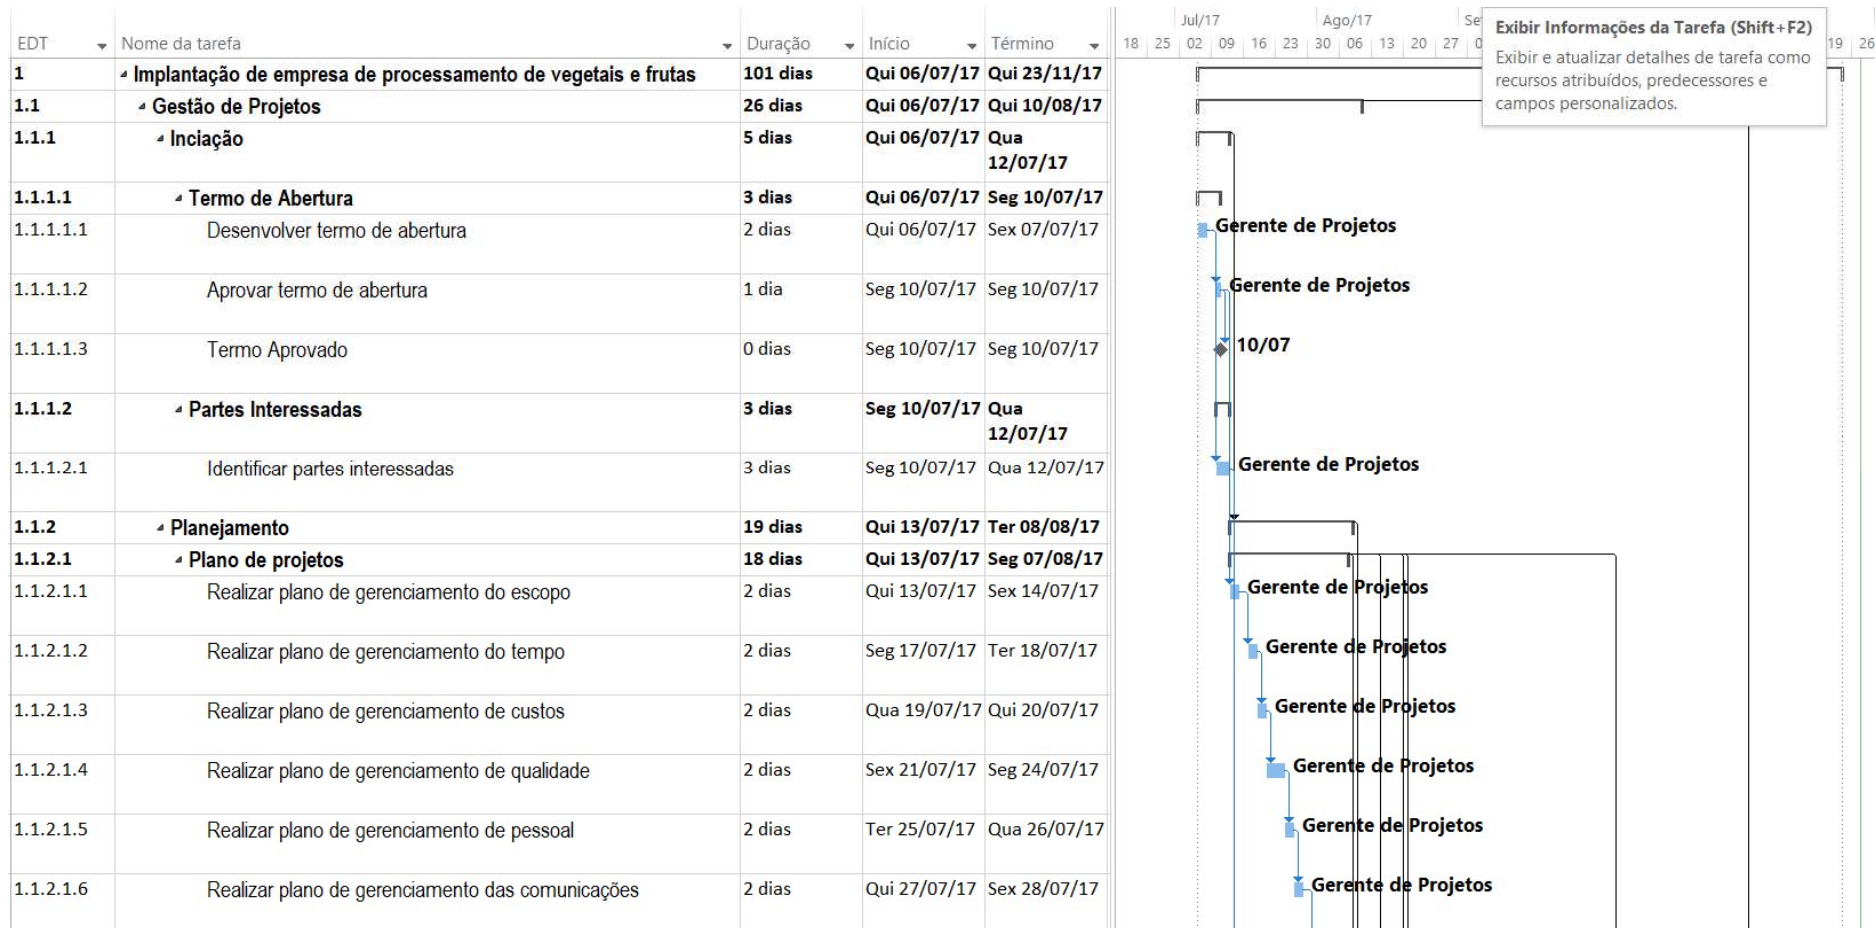 Jul/17 Ago/17 Se
EDT Nome da tarefa Duração Início Término 18 25 02 09 16 23 30 06 13 20 27 0 19 26
Exibir Informações da Tarefa (Shift+F2)
Exibir e atualizar detalhes de tarefa como
recursos atribuídos, predecessores e
campos personalizados.
1 Implantação de empresa de processamento de vegetais e frutas 101 dias Qui 06/07/17 Qui 23/11/17
1.1 Gestão de Projetos 26 dias Qui 06/07/17 Qui 10/08/17
1.1.1 Inciação 5 dias Qui 06/07/17 Qua
12/07/17
1.1.1.1 Termo de Abertura 3 dias Qui 06/07/17 Seg 10/07/17
1.1.1.1.1 Desenvolver termo de abertura 2 dias Qui 06/07/17 Sex 07/07/17 Gerente de Projetos
1.1.1.1.2 Aprovar termo de abertura 1 dia Seg 10/07/17 Seg 10/07/17 Gerente de Projetos
1.1.1.1.3 Termo Aprovado 0 dias Seg 10/07/17 Seg 10/07/17 10/07
1.1.1.2 Partes Interessadas 3 dias Seg 10/07/17 Qua
12/07/17
1.1.1.2.1 Identificar partes interessadas 3 dias Seg 10/07/17 Qua 12/07/17 Gerente de Projetos
1.1.2 Planejamento 19 dias Qui 13/07/17 Ter 08/08/17
1.1.2.1 Plano de projetos 18 dias Qui 13/07/17 Seg 07/08/17
1.1.2.1.1 Realizar plano de gerenciamento do escopo 2 dias Qui 13/07/17 Sex 14/07/17 Gerente de Projetos
1.1.2.1.2 Realizar plano de gerenciamento do tempo 2 dias Seg 17/07/17 Ter 18/07/17 Gerente de Projetos
1.1.2.1.3 Realizar plano de gerenciamento de custos 2 dias Qua 19/07/17 Qui 20/07/17 Gerente de Projetos
1.1.2.1.4 Realizar plano de gerenciamento de qualidade 2 dias Sex 21/07/17 Seg 24/07/17 Gerente de Projetos
1.1.2.1.5 Realizar plano de gerenciamento de pessoal 2 dias Ter 25/07/17 Qua 26/07/17 Gerente de Projetos
1.1.2.1.6 Realizar plano de gerenciamento das comunicações 2 dias Qui 27/07/17 Sex 28/07/17 Gerente de Projetos